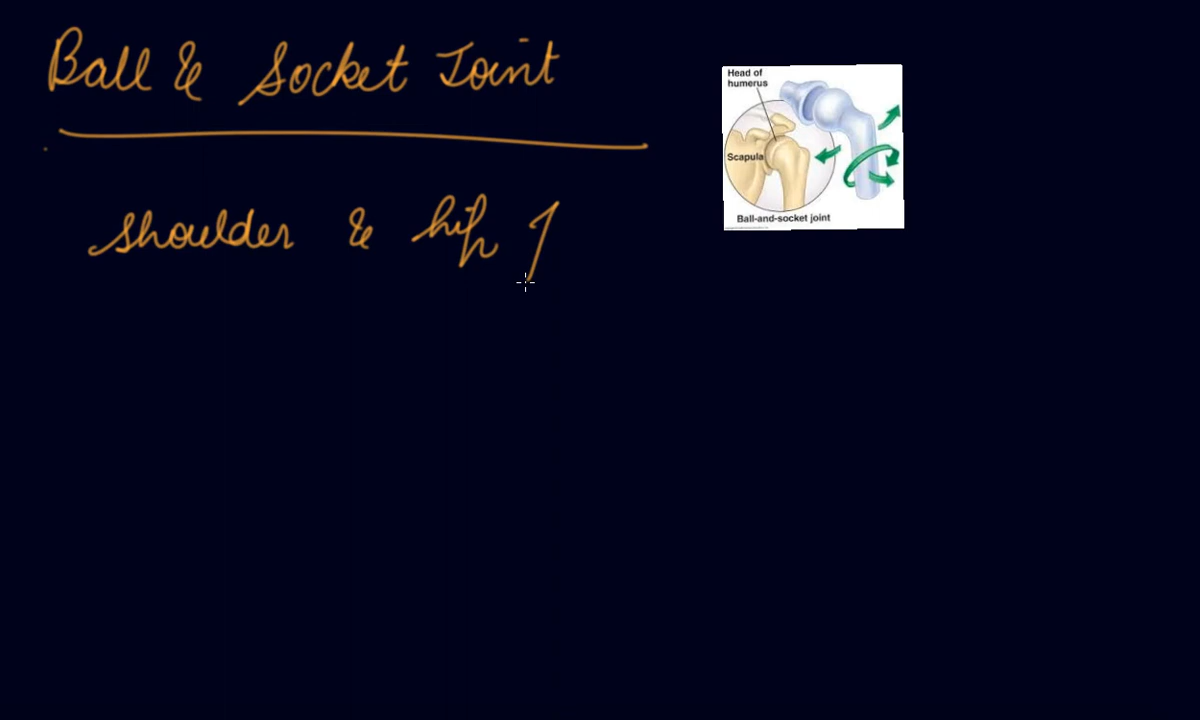 Ball & Socket Joint
shoulder & hip J
Head of
humerus
Scapula
Ball-and-socket joint